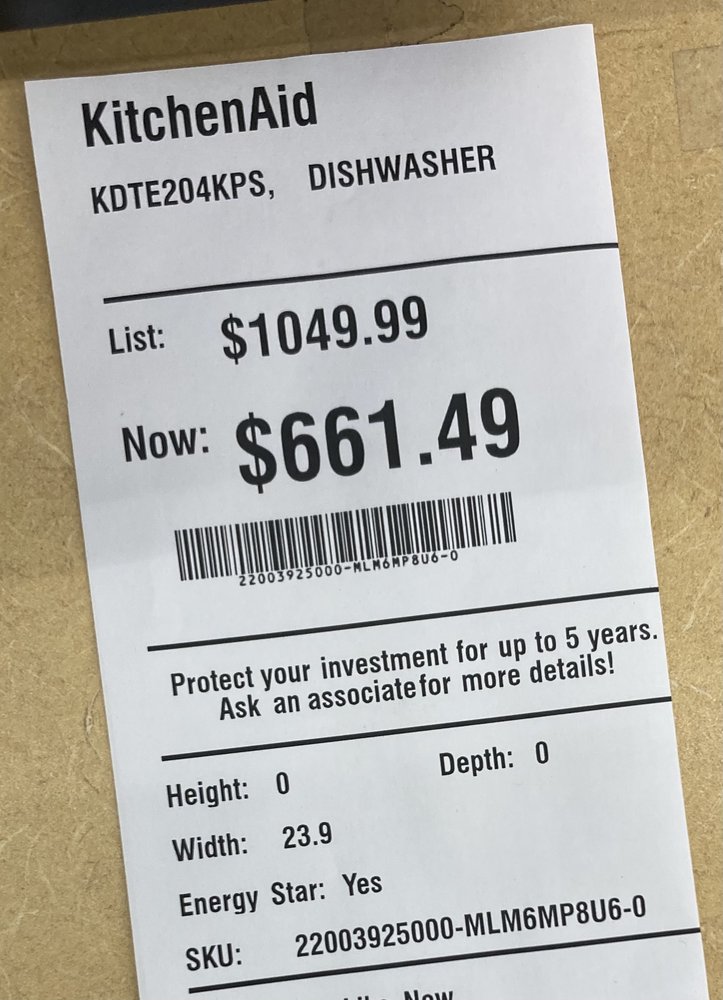 KitchenAid
KDTE204KPS, DISHWASHER
List: $1049.99
Now: $661.49
22003925000-MLM6MP8U6-0
Protect your investment for up to 5 years.
Ask an associate for more details!
Height: 0 Depth: 0
Width: 23.9
Energy Star: Yes
SKU: 22003925000-MLM6MP8U6-0
Now